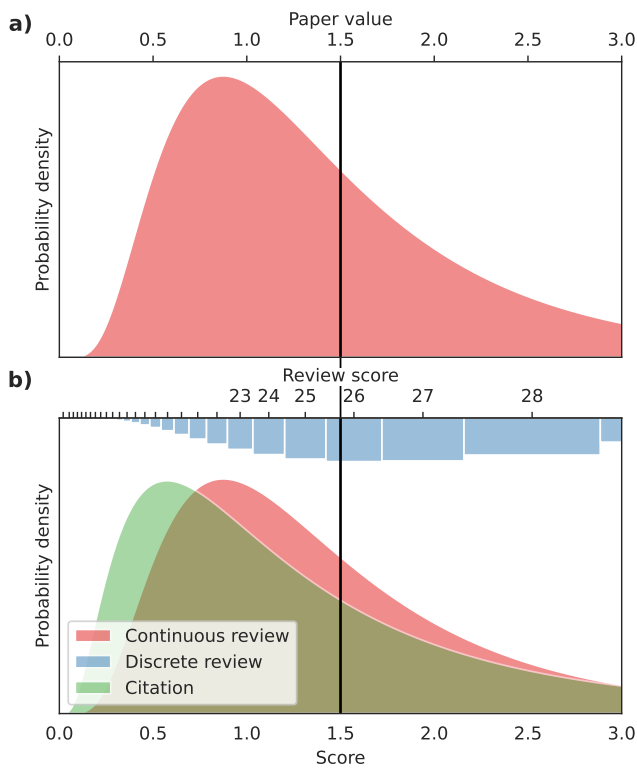 a)
Paper value
0.0 0.5 1.0 1.5 2.0 2.5 3.0
Probability density
b)
Review score
23 24 25 26 27 28
Probability density
Continuous review
Discrete review
Citation
0.0 0.5 1.0 1.5 2.0 2.5 3.0
Score